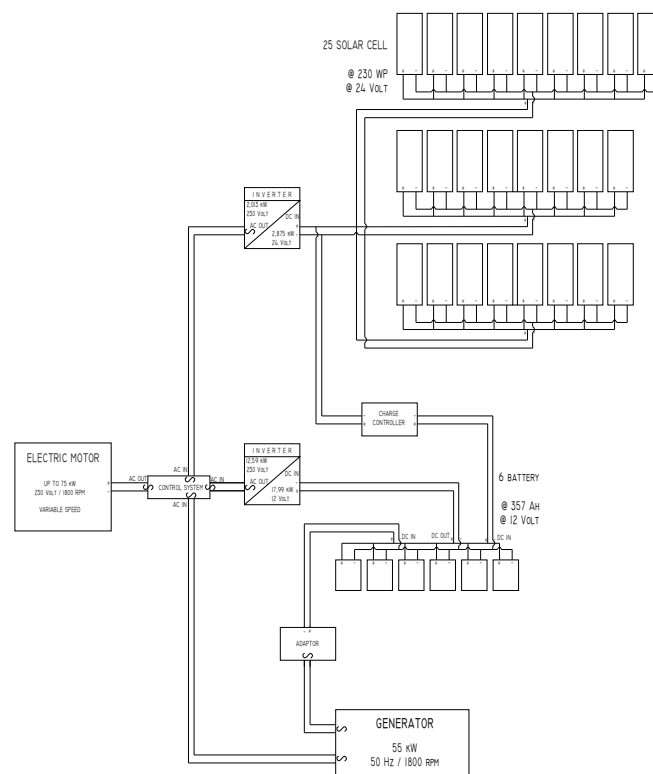 25 SOLAR CELL
@ 230 WP
@ 24 VOLT
INVERTER
2,013 KW
230 VOLT
DC IN
AC OUT
2,875 KW
24 VOLT
CHARGE
CONTROLLER
ELECTRIC MOTOR
UP TO 75 KW
230 VOLT / 1800 RPM
VARIABLE SPEED
AC OUT
AC IN
CONTROL SYSTEM
AC IN
AC IN
INVERTER
12,59 KW
230 VOLT
DC IN
AC OUT
17,99 KW
12 VOLT
6 BATTERY
@ 357 AH
@ 12 VOLT
DC IN
DC OUT
DC IN
ADAPTOR
GENERATOR
55 KW
50 HZ / 1800 RPM